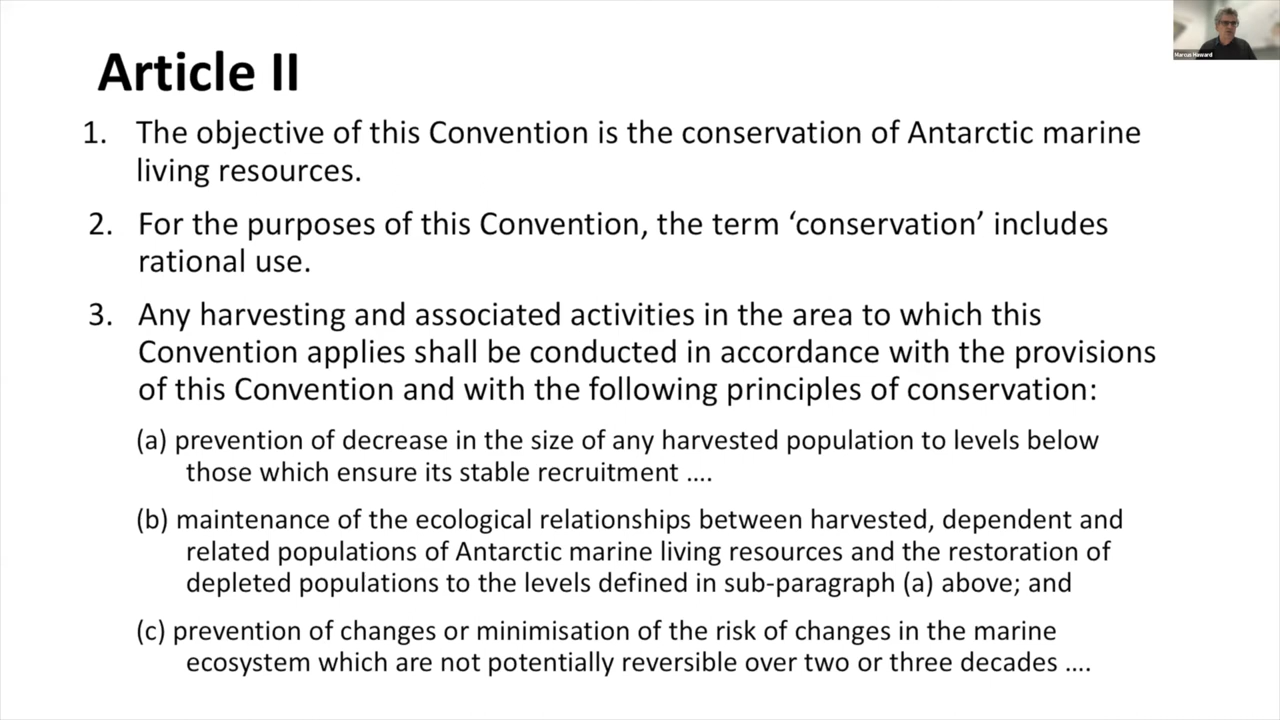 Marcus Haward
Article II
1. The objective of this Convention is the conservation of Antarctic marine
living resources.
2. For the purposes of this Convention, the term ‘conservation’ includes
rational use.
3. Any harvesting and associated activities in the area to which this
Convention applies shall be conducted in accordance with the provisions
of this Convention and with the following principles of conservation:
(a) prevention of decrease in the size of any harvested population to levels below
those which ensure its stable recruitment ....
(b) maintenance of the ecological relationships between harvested, dependent and
related populations of Antarctic marine living resources and the restoration of
depleted populations to the levels defined in sub-paragraph (a) above; and
(c) prevention of changes or minimisation of the risk of changes in the marine
ecosystem which are not potentially reversible over two or three decades ....